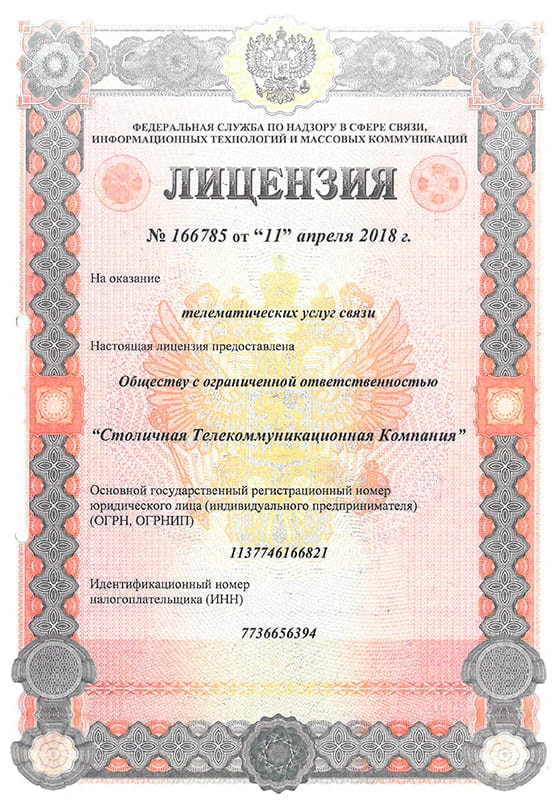 ФЕДЕРАЛЬНАЯ СЛУЖБА ПО НАДЗОРУ В СФЕРЕ СВЯЗИ,
ИНФОРМАЦИОННЫХ ТЕХНОЛОГИЙ И МАССОВЫХ КОММУНИКАЦИЙ
ЛИЦЕНЗИЯ
№ 166785 от “11” апреля 2018 г.
На оказание
телематических услуг связи
Настоящая лицензия предоставлена
Обществу с ограниченной ответственностью
“Столичная Телекоммуникационная Компания”
Основной государственный регистрационный номер
юридического лица (индивидуального предпринимателя)
(ОГРН, ОГРНИП)
1137746166821
Идентификационный номер
налогоплательщика (ИНН)
7736656394